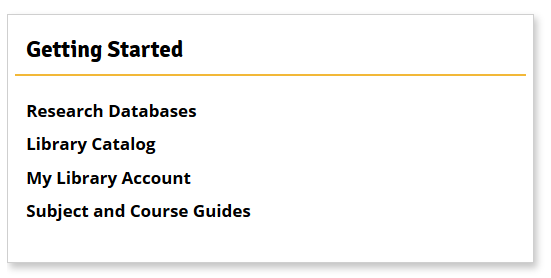 Getting Started
Research Databases
Library Catalog
My Library Account
Subject and Course Guides